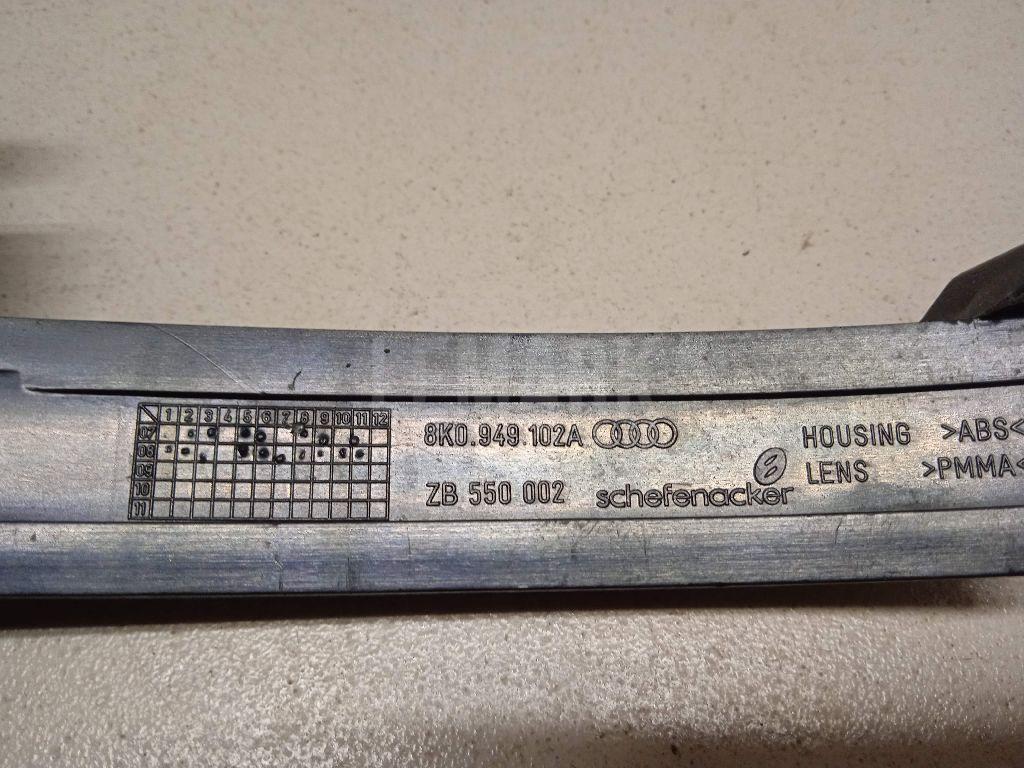 1 2 3 4 5 6 7 8 9 10 11 12
07
08
09
10
11
8K0.949.102A
ZB 550 002
schefenacker
HOUSING >ABS<
LENS >PMMA<